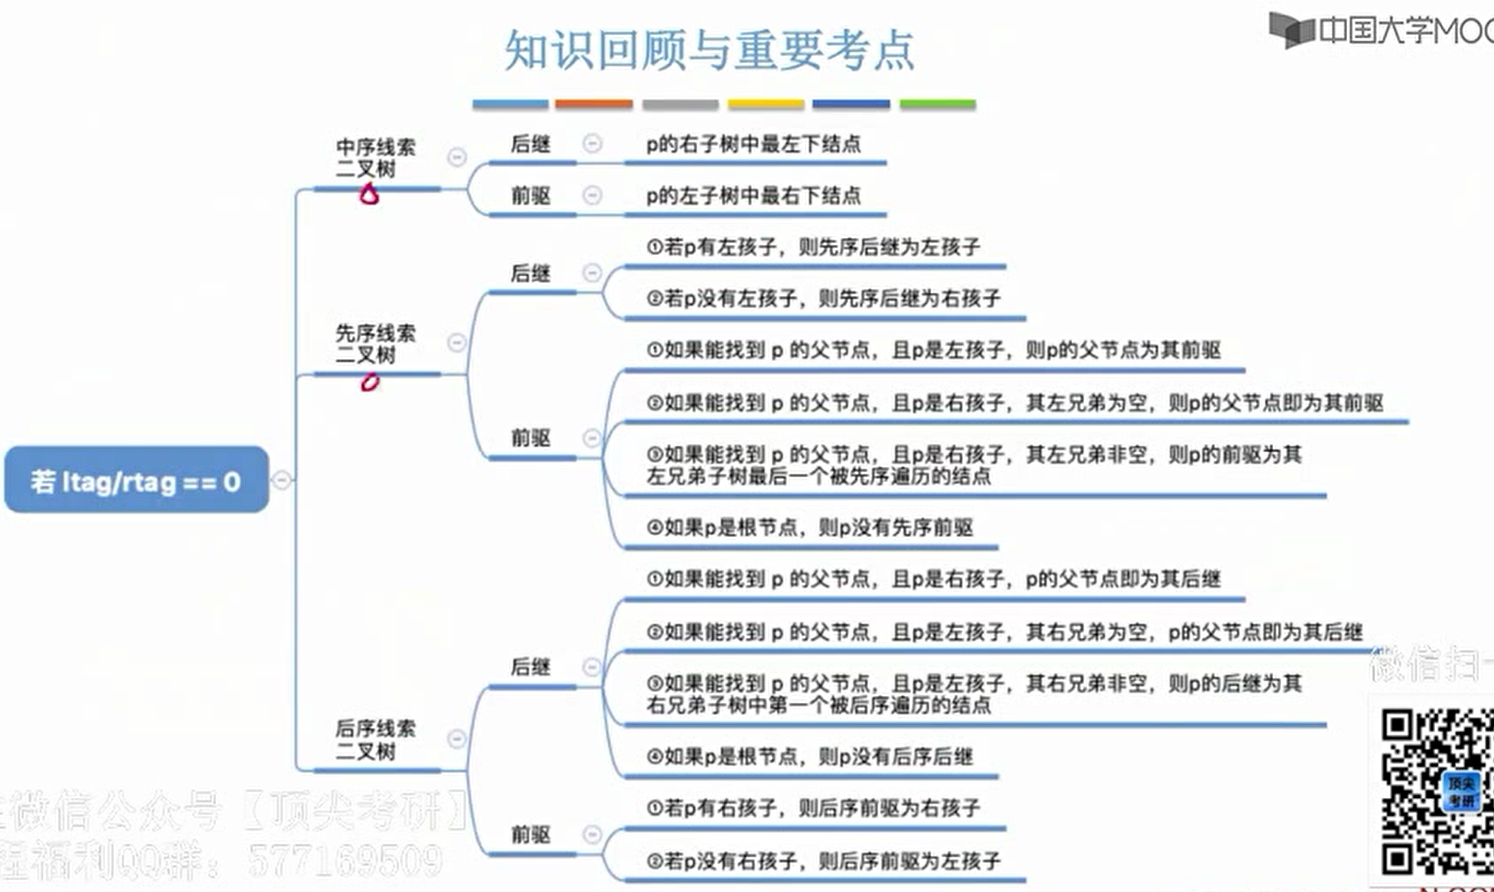 中国大学MOO
知识回顾与重要考点
中序线索
二叉树
后继
p的右子树中最左下结点
前驱
p的左子树中最右下结点
先序线索
二叉树
后继
①若p有左孩子，则先序后继为左孩子
②若p没有左孩子，则先序后继为右孩子
前驱
①如果能找到 p 的父节点，且p是左孩子，则p的父节点为其前驱
②如果能找到 p 的父节点，且p是右孩子，其左兄弟为空，则p的父节点即为其前驱
③如果能找到 p 的父节点，且p是右孩子，其左兄弟非空，则p的前驱为其
左兄弟子树最后一个被先序遍历的结点
④如果p是根节点，则p没有先序前驱
若 ltag/rtag == 0
后序线索
二叉树
后继
①如果能找到 p 的父节点，且p是右孩子，p的父节点即为其后继
②如果能找到 p 的父节点，且p是左孩子，其右兄弟为空，p的父节点即为其后继
③如果能找到 p 的父节点，且p是左孩子，其右兄弟非空，则p的后继为其
右兄弟子树中第一个被后序遍历的结点
④如果p是根节点，则p没有后序后继
前驱
①若p有右孩子，则后序前驱为右孩子
②若p没有右孩子，则后序前驱为左孩子
微信扫一
顶尖
考研
微信公众号【顶尖考研】
程福利QQ群：577169509